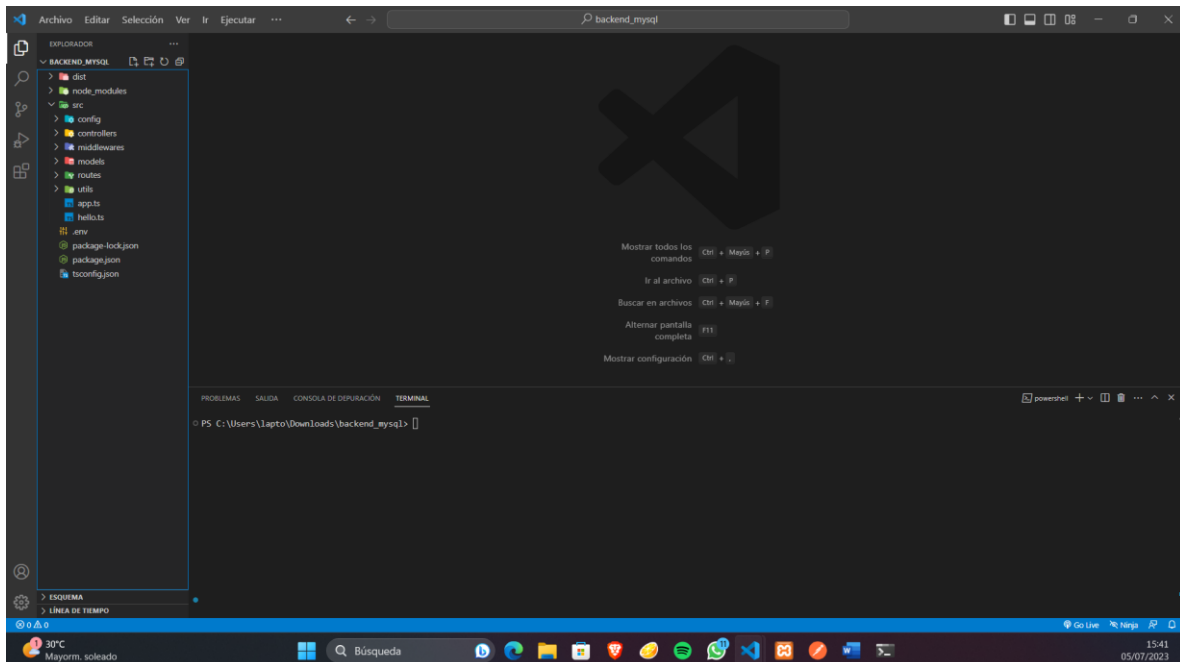 Archivo Editar Selección Ver Ir Ejecutar ···
backend_mysql
EXPLORADOR ···
BACKEND_MYSQL
dist
node_modules
src
config
controllers
middlewares
models
routes
utils
app.ts
hello.ts
.env
package-lock.json
package.json
tsconfig.json
Mostrar todos los comandos Ctrl + Mayús + P
Ir al archivo Ctrl + P
Buscar en archivos Ctrl + Mayús + F
Alternar pantalla completa F11
Mostrar configuración Ctrl + ,
PROBLEMAS SALIDA CONSOLA DE DEPURACIÓN TERMINAL
powershell
PS C:\Users\lapto\Downloads\backend_mysql>
ESQUEMA
LÍNEA DE TIEMPO
0 0
Go Live Ninja
1
30°C
Mayorm. soleado
Búsqueda
15:41
05/07/2023